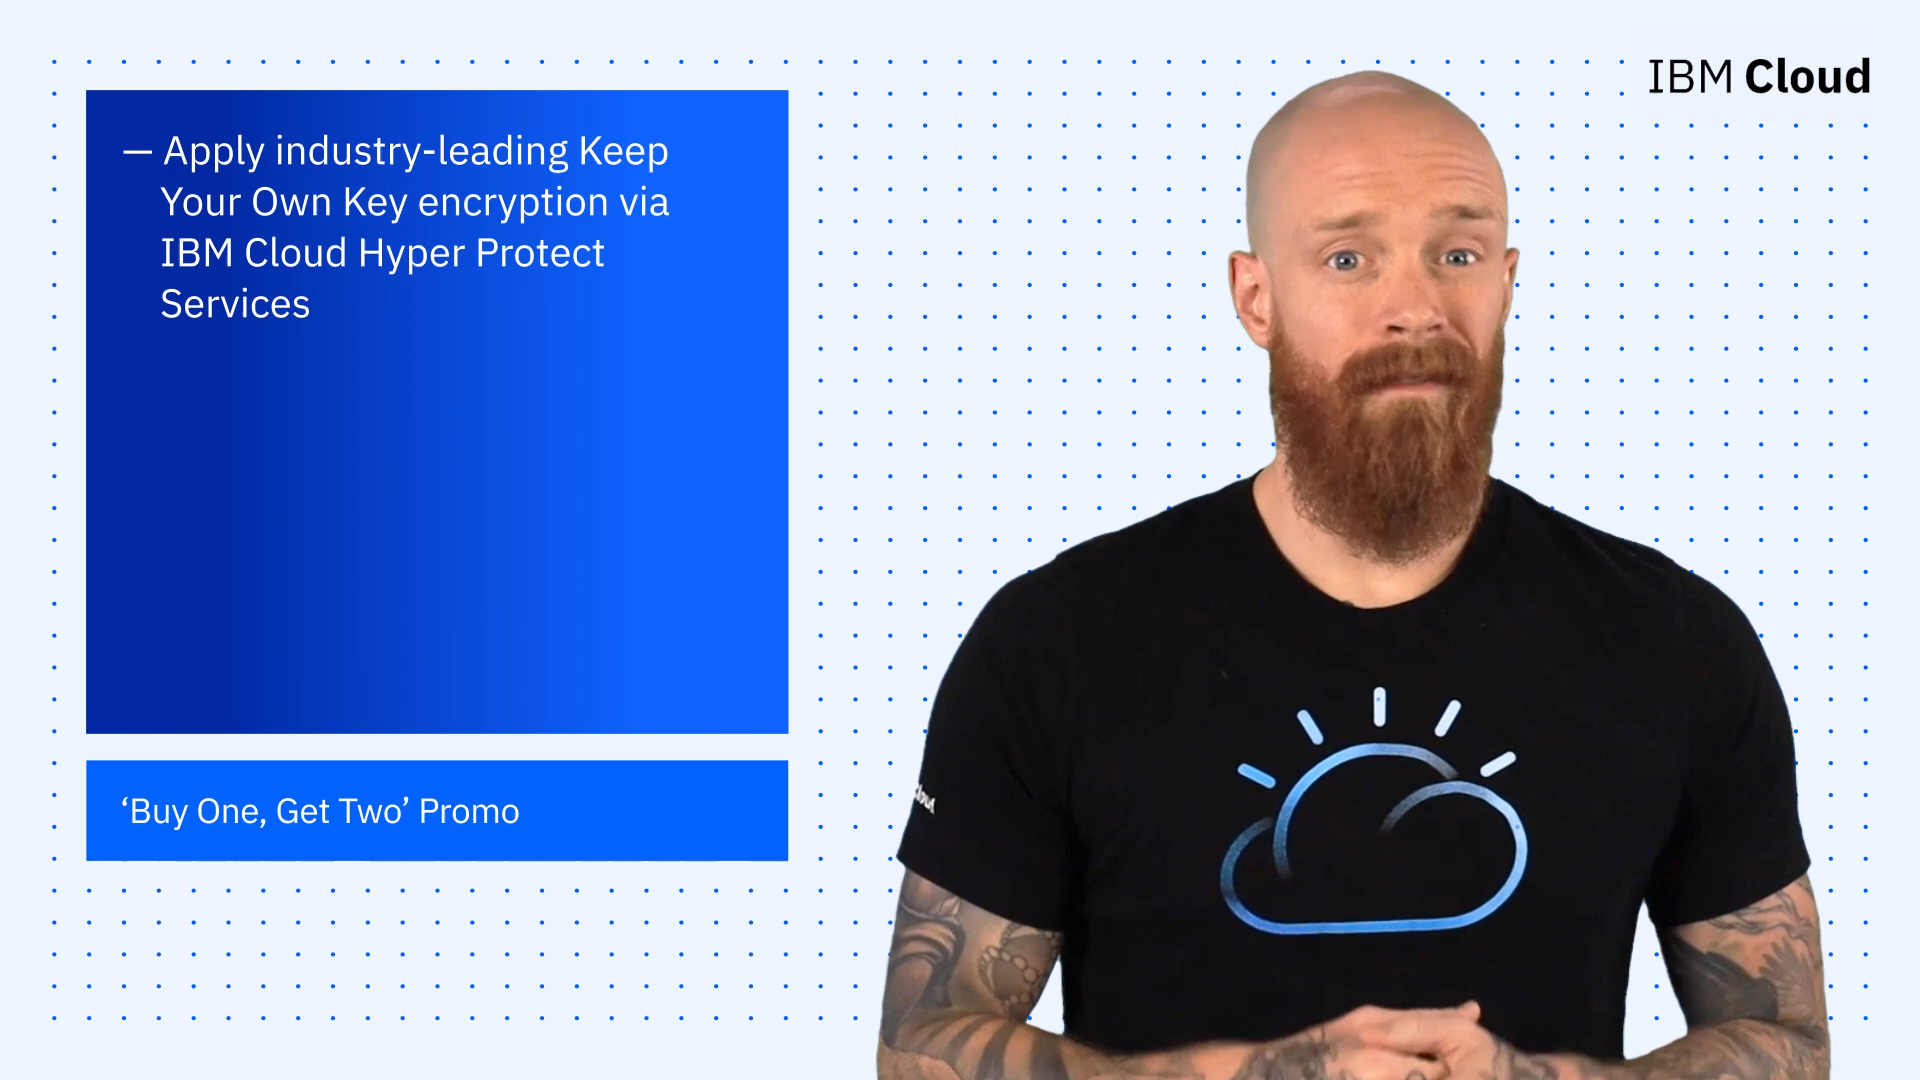 IBM Cloud
— Apply industry-leading Keep
Your Own Key encryption via
IBM Cloud Hyper Protect
Services
‘Buy One, Get Two’ Promo